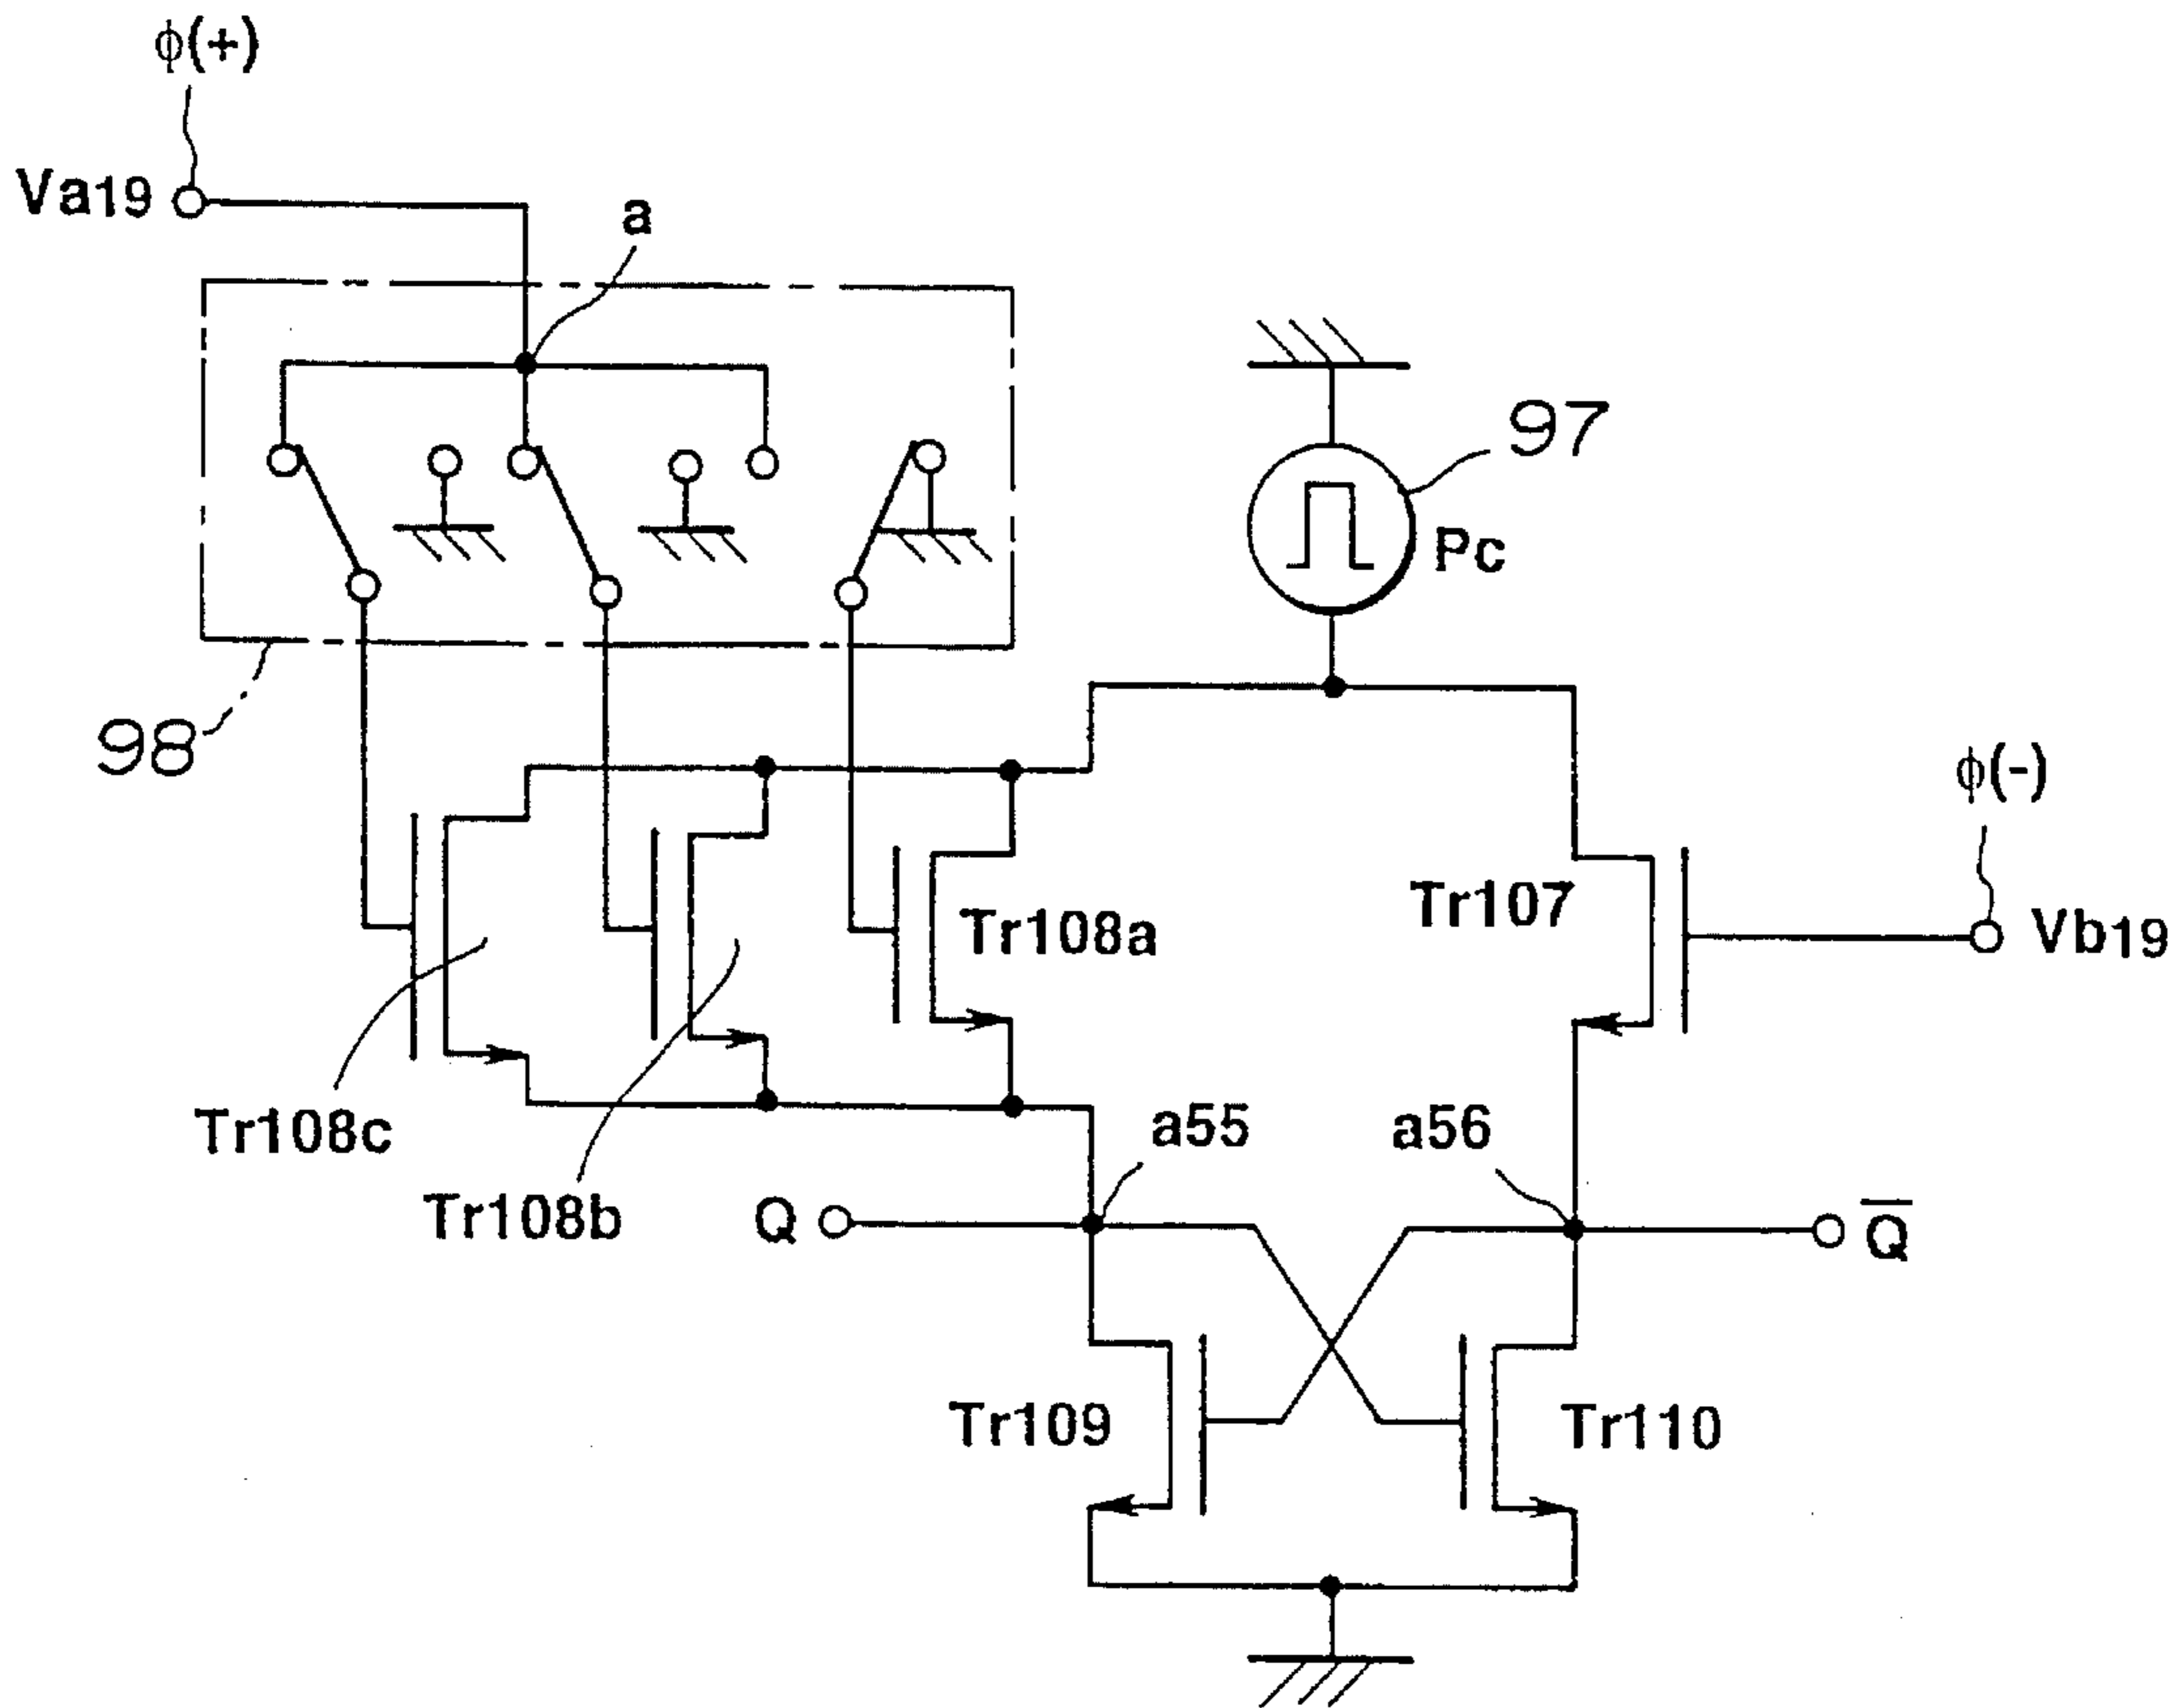 ϕ(+)
Va19
a
97
Pc
98
ϕ(-)
Tr108a
Tr107
Vb19
Tr108c
a55
a56
Tr108b
Q
Q̅
Tr109
Tr110